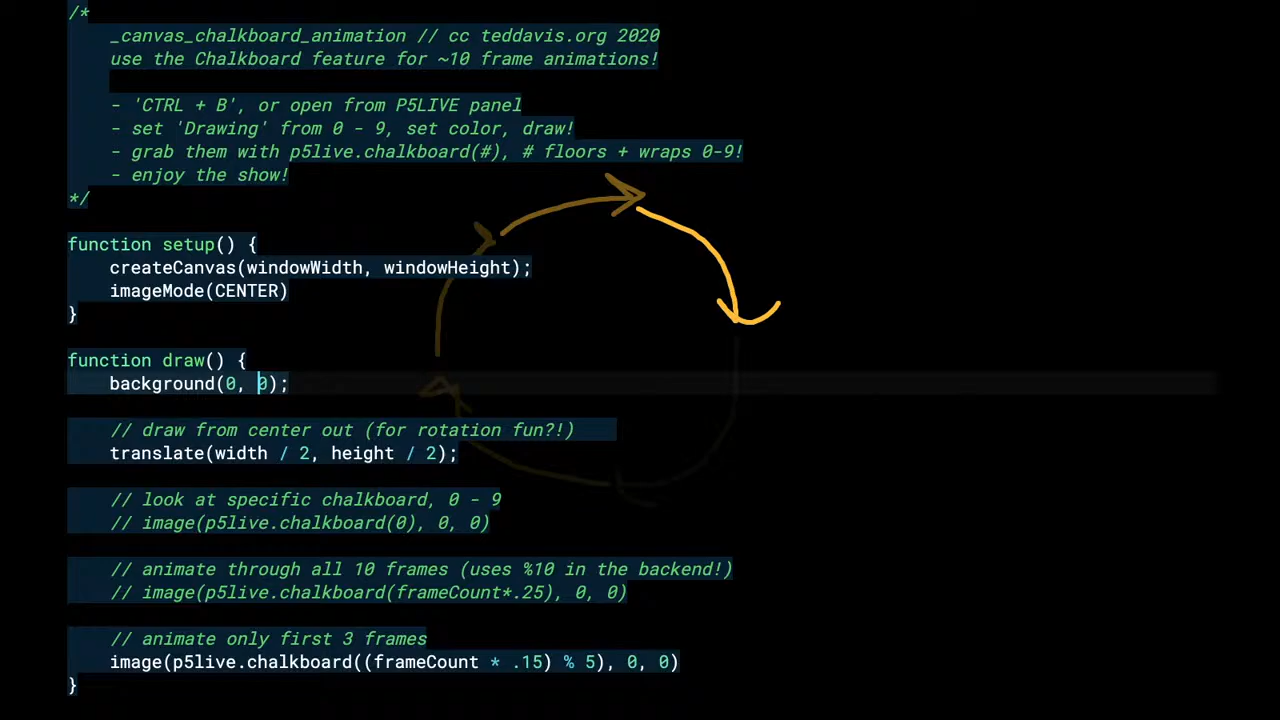 /*
_canvas_chalkboard_animation // cc teddavis.org 2020
use the Chalkboard feature for ~10 frame animations!
- 'CTRL + B', or open from P5LIVE panel
- set 'Drawing' from 0 - 9, set color, draw!
- grab them with p5live.chalkboard(#), # floors + wraps 0-9!
- enjoy the show!
*/
function setup() {
createCanvas(windowWidth, windowHeight);
imageMode(CENTER)
}
function draw() {
background(0, 0);
// draw from center out (for rotation fun?!)
translate(width / 2, height / 2);
// look at specific chalkboard, 0 - 9
// image(p5live.chalkboard(0), 0, 0)
// animate through all 10 frames (uses %10 in the backend!)
// image(p5live.chalkboard(frameCount*.25), 0, 0)
// animate only first 3 frames
image(p5live.chalkboard((frameCount * .15) % 5), 0, 0)
}